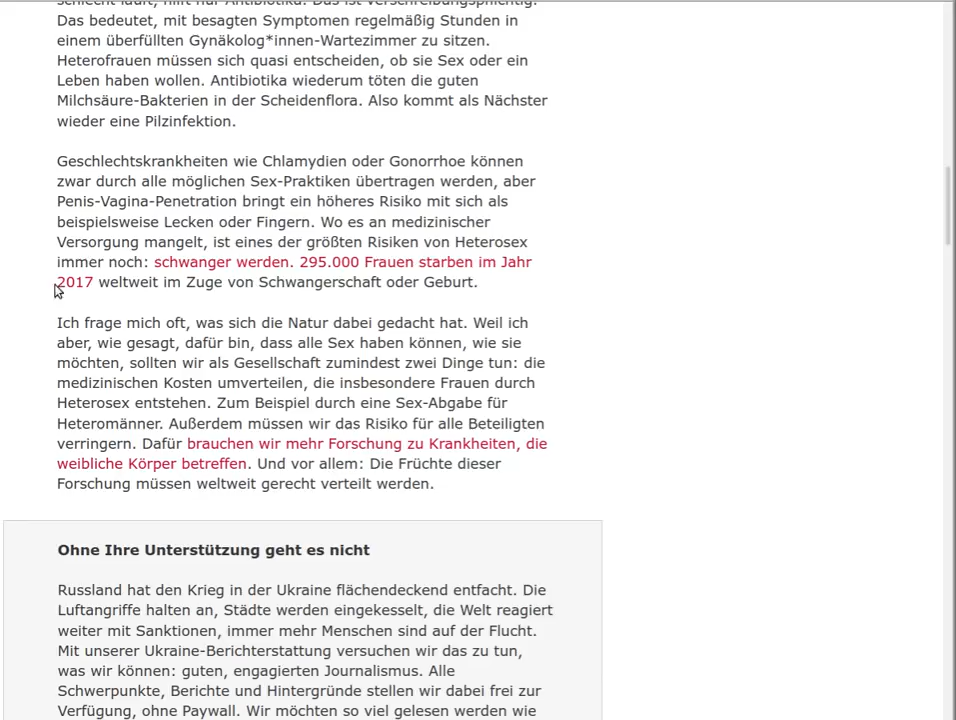 schlecht läuft, hilft nur Antibiotika. Das ist verschreibungspflichtig.
Das bedeutet, mit besagten Symptomen regelmäßig Stunden in
einem überfüllten Gynäkolog*innen-Wartezimmer zu sitzen.
Heterofrauen müssen sich quasi entscheiden, ob sie Sex oder ein
Leben haben wollen. Antibiotika wiederum töten die guten
Milchsäure-Bakterien in der Scheidenflora. Also kommt als Nächster
wieder eine Pilzinfektion.
Geschlechtskrankheiten wie Chlamydien oder Gonorrhoe können
zwar durch alle möglichen Sex-Praktiken übertragen werden, aber
Penis-Vagina-Penetration bringt ein höheres Risiko mit sich als
beispielsweise Lecken oder Fingern. Wo es an medizinischer
Versorgung mangelt, ist eines der größten Risiken von Heterosex
immer noch: schwanger werden. 295.000 Frauen starben im Jahr
2017 weltweit im Zuge von Schwangerschaft oder Geburt.
Ich frage mich oft, was sich die Natur dabei gedacht hat. Weil ich
aber, wie gesagt, dafür bin, dass alle Sex haben können, wie sie
möchten, sollten wir als Gesellschaft zumindest zwei Dinge tun: die
medizinischen Kosten umverteilen, die insbesondere Frauen durch
Heterosex entstehen. Zum Beispiel durch eine Sex-Abgabe für
Heteromänner. Außerdem müssen wir das Risiko für alle Beteiligten
verringern. Dafür brauchen wir mehr Forschung zu Krankheiten, die
weibliche Körper betreffen. Und vor allem: Die Früchte dieser
Forschung müssen weltweit gerecht verteilt werden.
Ohne Ihre Unterstützung geht es nicht
Russland hat den Krieg in der Ukraine flächendeckend entfacht. Die
Luftangriffe halten an, Städte werden eingekesselt, die Welt reagiert
weiter mit Sanktionen, immer mehr Menschen sind auf der Flucht.
Mit unserer Ukraine-Berichterstattung versuchen wir das zu tun,
was wir können: guten, engagierten Journalismus. Alle
Schwerpunkte, Berichte und Hintergründe stellen wir dabei frei zur
Verfügung, ohne Paywall. Wir möchten so viel gelesen werden wie